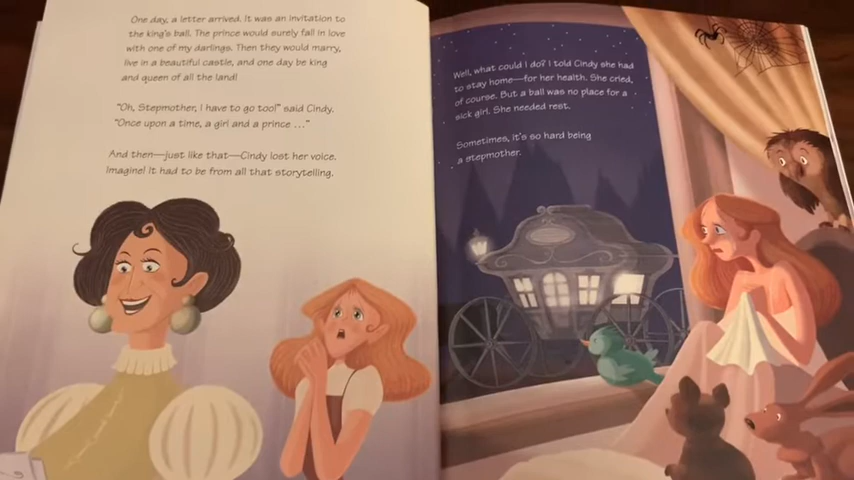 One day, a letter arrived. It was an invitation to
the king's ball. The prince would surely fall in love
with one of my darlings. Then they would marry,
live in a beautiful castle, and one day be king
and queen of all the land!
"Oh, Stepmother, I have to go too!" said Cindy.
"Once upon a time, a girl and a prince ..."
And then—just like that—Cindy lost her voice.
Imagine! It had to be from all that storytelling.
Well, what could I do? I told Cindy she had
to stay home—for her health. She cried,
of course. But a ball was no place for a
sick girl. She needed rest.
Sometimes, it's so hard being
a stepmother.